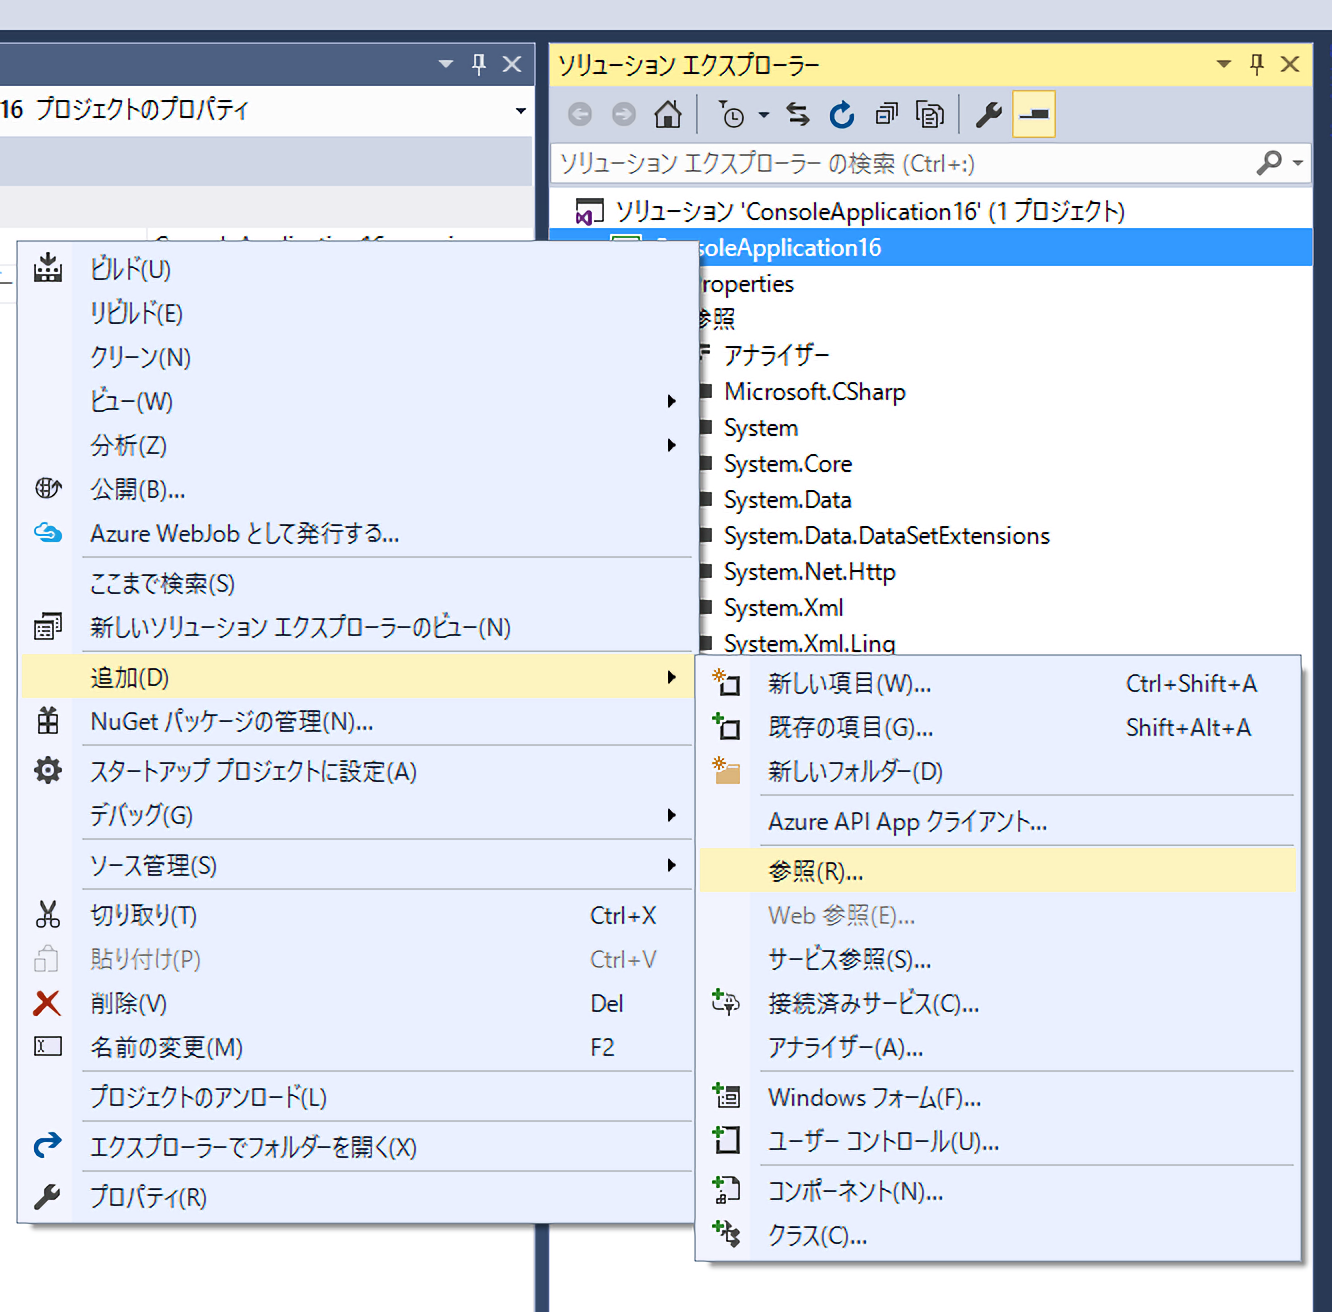 ソリューション エクスプローラー
16 プロジェクトのプロパティ
ソリューション エクスプローラー の検索 (Ctrl+:)
ソリューション 'ConsoleApplication16' (1 プロジェクト)
soleApplication16
roperties
参照
アナライザー
Microsoft.CSharp
System
System.Core
System.Data
System.Data.DataSetExtensions
System.Net.Http
System.Xml
System.Xml.Linq
ビルド(U)
リビルド(E)
クリーン(N)
ビュー(W)
分析(Z)
公開(B)...
Azure WebJob として発行する...
ここまで検索(S)
新しいソリューション エクスプローラーのビュー(N)
追加(D)
NuGet パッケージの管理(N)...
スタートアップ プロジェクトに設定(A)
デバッグ(G)
ソース管理(S)
切り取り(T) Ctrl+X
貼り付け(P) Ctrl+V
削除(V) Del
名前の変更(M) F2
プロジェクトのアンロード(L)
エクスプローラーでフォルダーを開く(X)
プロパティ(R)
新しい項目(W)... Ctrl+Shift+A
既存の項目(G)... Shift+Alt+A
新しいフォルダー(D)
Azure API App クライアント...
参照(R)...
Web 参照(E)...
サービス参照(S)...
接続済みサービス(C)...
アナライザー(A)...
Windows フォーム(F)...
ユーザー コントロール(U)...
コンポーネント(N)...
クラス(C)...